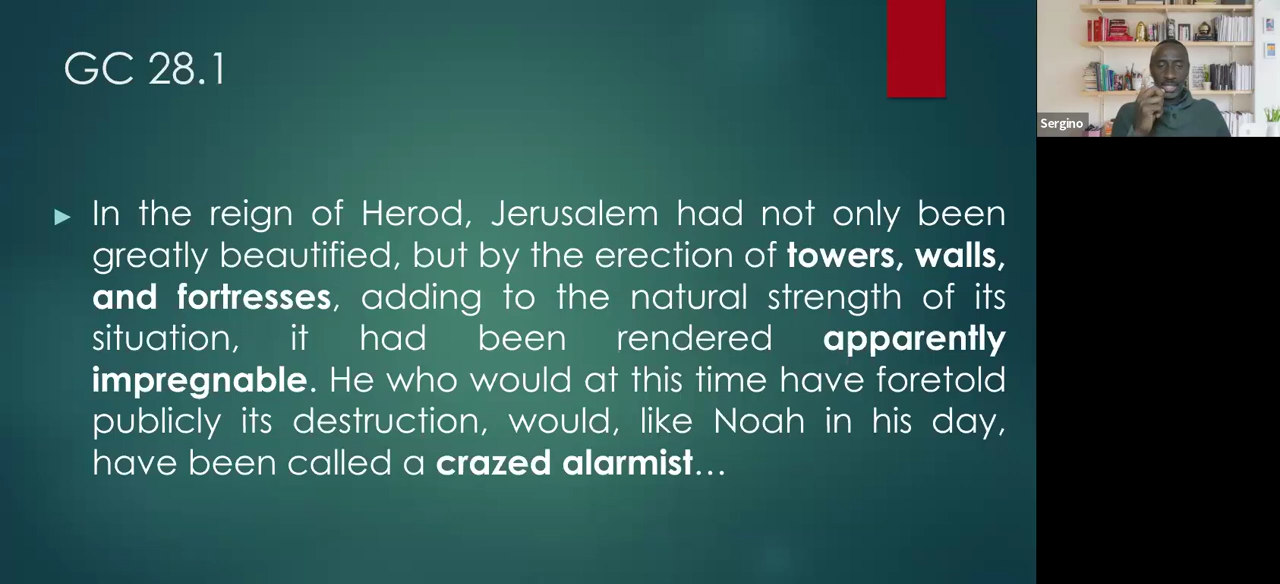 GC 28.1
Sergino
▶ In the reign of Herod, Jerusalem had not only been
greatly beautified, but by the erection of towers, walls,
and fortresses, adding to the natural strength of its
situation, it had been rendered apparently
impregnable. He who would at this time have foretold
publicly its destruction, would, like Noah in his day,
have been called a crazed alarmist…